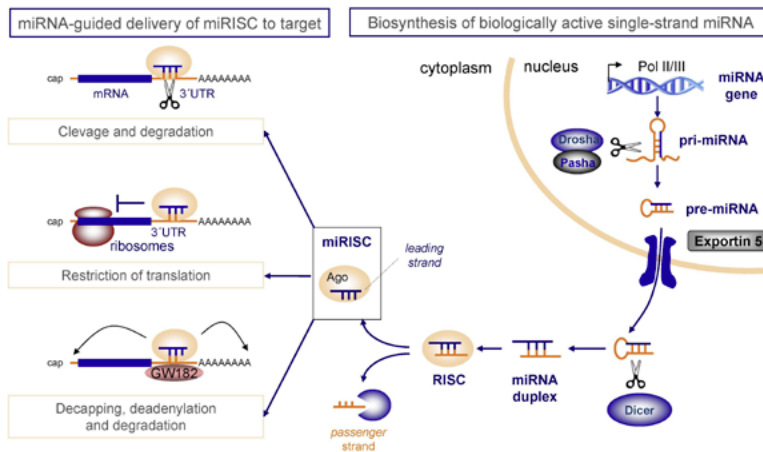 miRNA-guided delivery of miRISC to target
Biosynthesis of biologically active single-strand miRNA
cap
mRNA
3´UTR
AAAAAAAA
Clevage and degradation
cap
ribosomes
3´UTR
AAAAAAAA
Restriction of translation
cap
GW182
AAAAAAAA
Decapping, deadenylation
and degradation
miRISC
Ago
leading
strand
cytoplasm
nucleus
Pol II/III
miRNA
gene
Drosha
Pasha
pri-miRNA
pre-miRNA
Exportin 5
Dicer
miRNA
duplex
RISC
passenger
strand